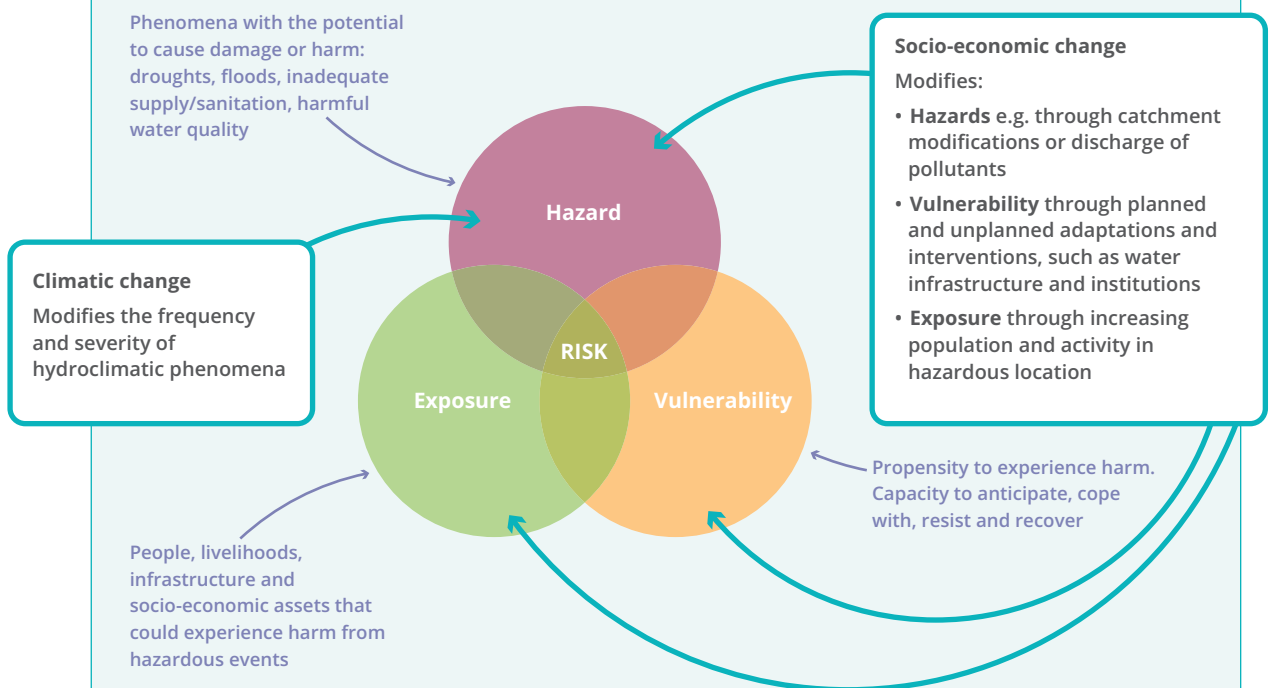 Phenomena with the potential
to cause damage or harm:
droughts, floods, inadequate
supply/sanitation, harmful
water quality
Socio-economic change
Modifies:
• Hazards e.g. through catchment
modifications or discharge of
pollutants
• Vulnerability through planned
and unplanned adaptations and
interventions, such as water
infrastructure and institutions
• Exposure through increasing
population and activity in
hazardous location
Hazard
Climatic change
Modifies the frequency
and severity of
hydroclimatic phenomena
RISK
Exposure
Vulnerability
Propensity to experience harm.
Capacity to anticipate, cope
with, resist and recover
People, livelihoods,
infrastructure and
socio-economic assets that
could experience harm from
hazardous events